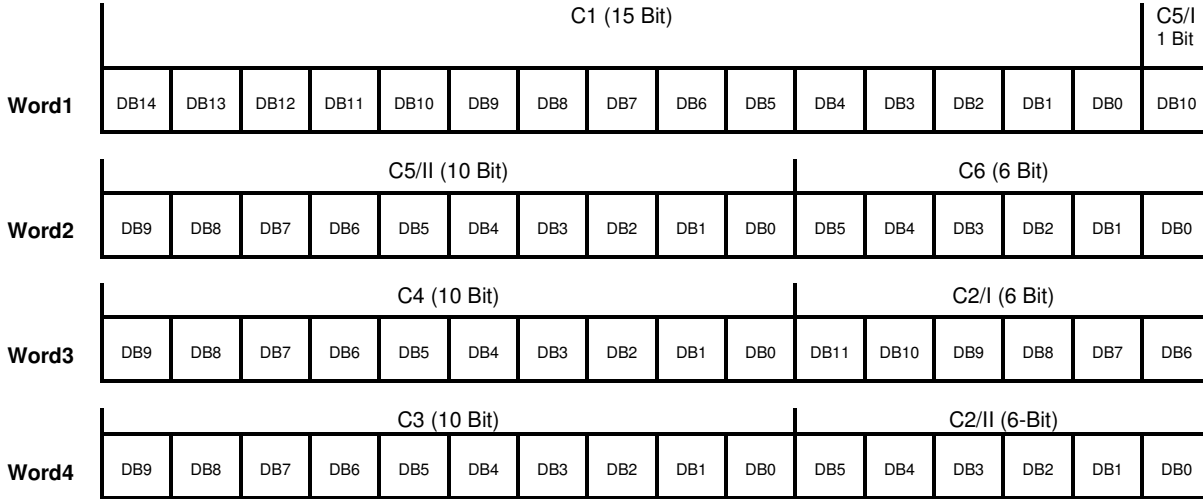 C1 (15 Bit) C5/I
1 Bit
Word1 DB14 DB13 DB12 DB11 DB10 DB9 DB8 DB7 DB6 DB5 DB4 DB3 DB2 DB1 DB0 DB10
C5/II (10 Bit) C6 (6 Bit)
Word2 DB9 DB8 DB7 DB6 DB5 DB4 DB3 DB2 DB1 DB0 DB5 DB4 DB3 DB2 DB1 DB0
C4 (10 Bit) C2/I (6 Bit)
Word3 DB9 DB8 DB7 DB6 DB5 DB4 DB3 DB2 DB1 DB0 DB11 DB10 DB9 DB8 DB7 DB6
C3 (10 Bit) C2/II (6-Bit)
Word4 DB9 DB8 DB7 DB6 DB5 DB4 DB3 DB2 DB1 DB0 DB5 DB4 DB3 DB2 DB1 DB0